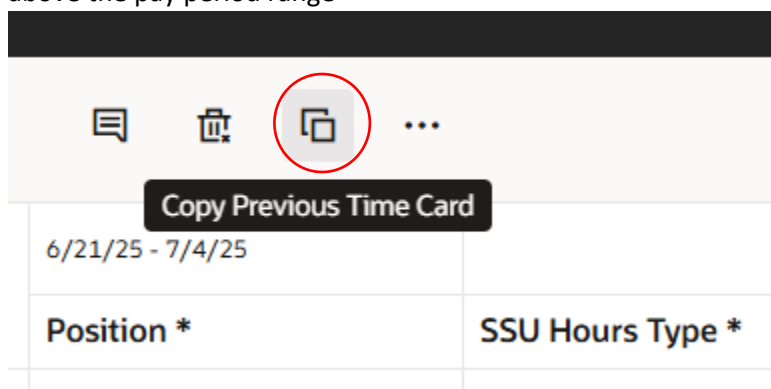 above the pay period range
Copy Previous Time Card
6/21/25 - 7/4/25
Position *
SSU Hours Type *